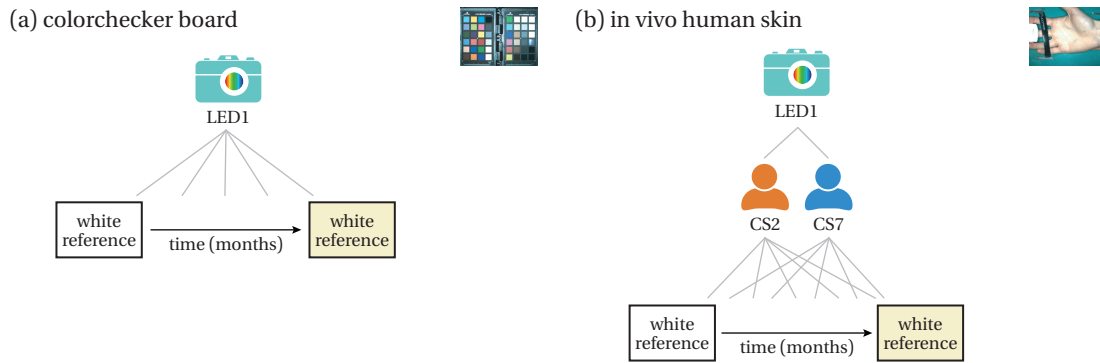 (a) colorchecker board
LED1
white
reference
time (months)
white
reference
(b) in vivo human skin
LED1
CS2
CS7
white
reference
time (months)
white
reference